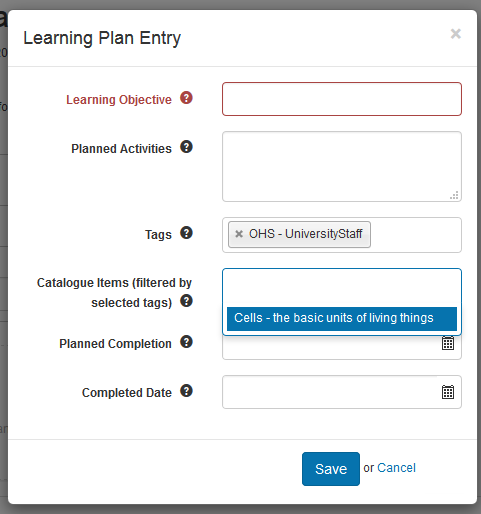 Learning Plan Entry ×
Learning Objective ?
Planned Activities ?
Tags ?
× OHS - UniversityStaff
Catalogue Items (filtered by
selected tags) ?
Cells - the basic units of living things
Planned Completion ?
Completed Date ?
Save or Cancel